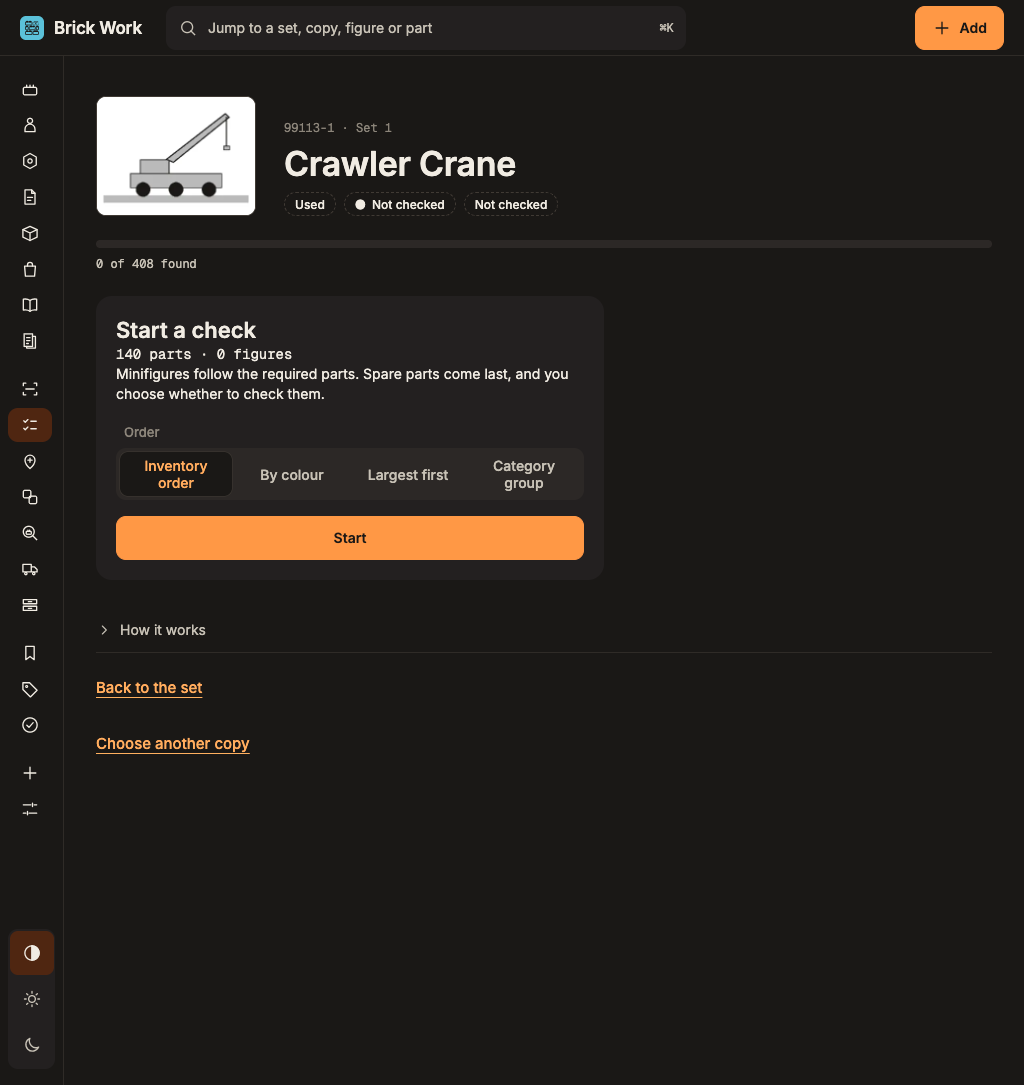 Brick Work
Jump to a set, copy, figure or part
⌘K
Add
99113-1 · Set 1
Crawler Crane
Used
Not checked
Not checked
0 of 408 found
Start a check
140 parts · 0 figures
Minifigures follow the required parts. Spare parts come last, and you
choose whether to check them.
Order
Inventory
order
By colour
Largest first
Category
group
Start
How it works
Back to the set
Choose another copy